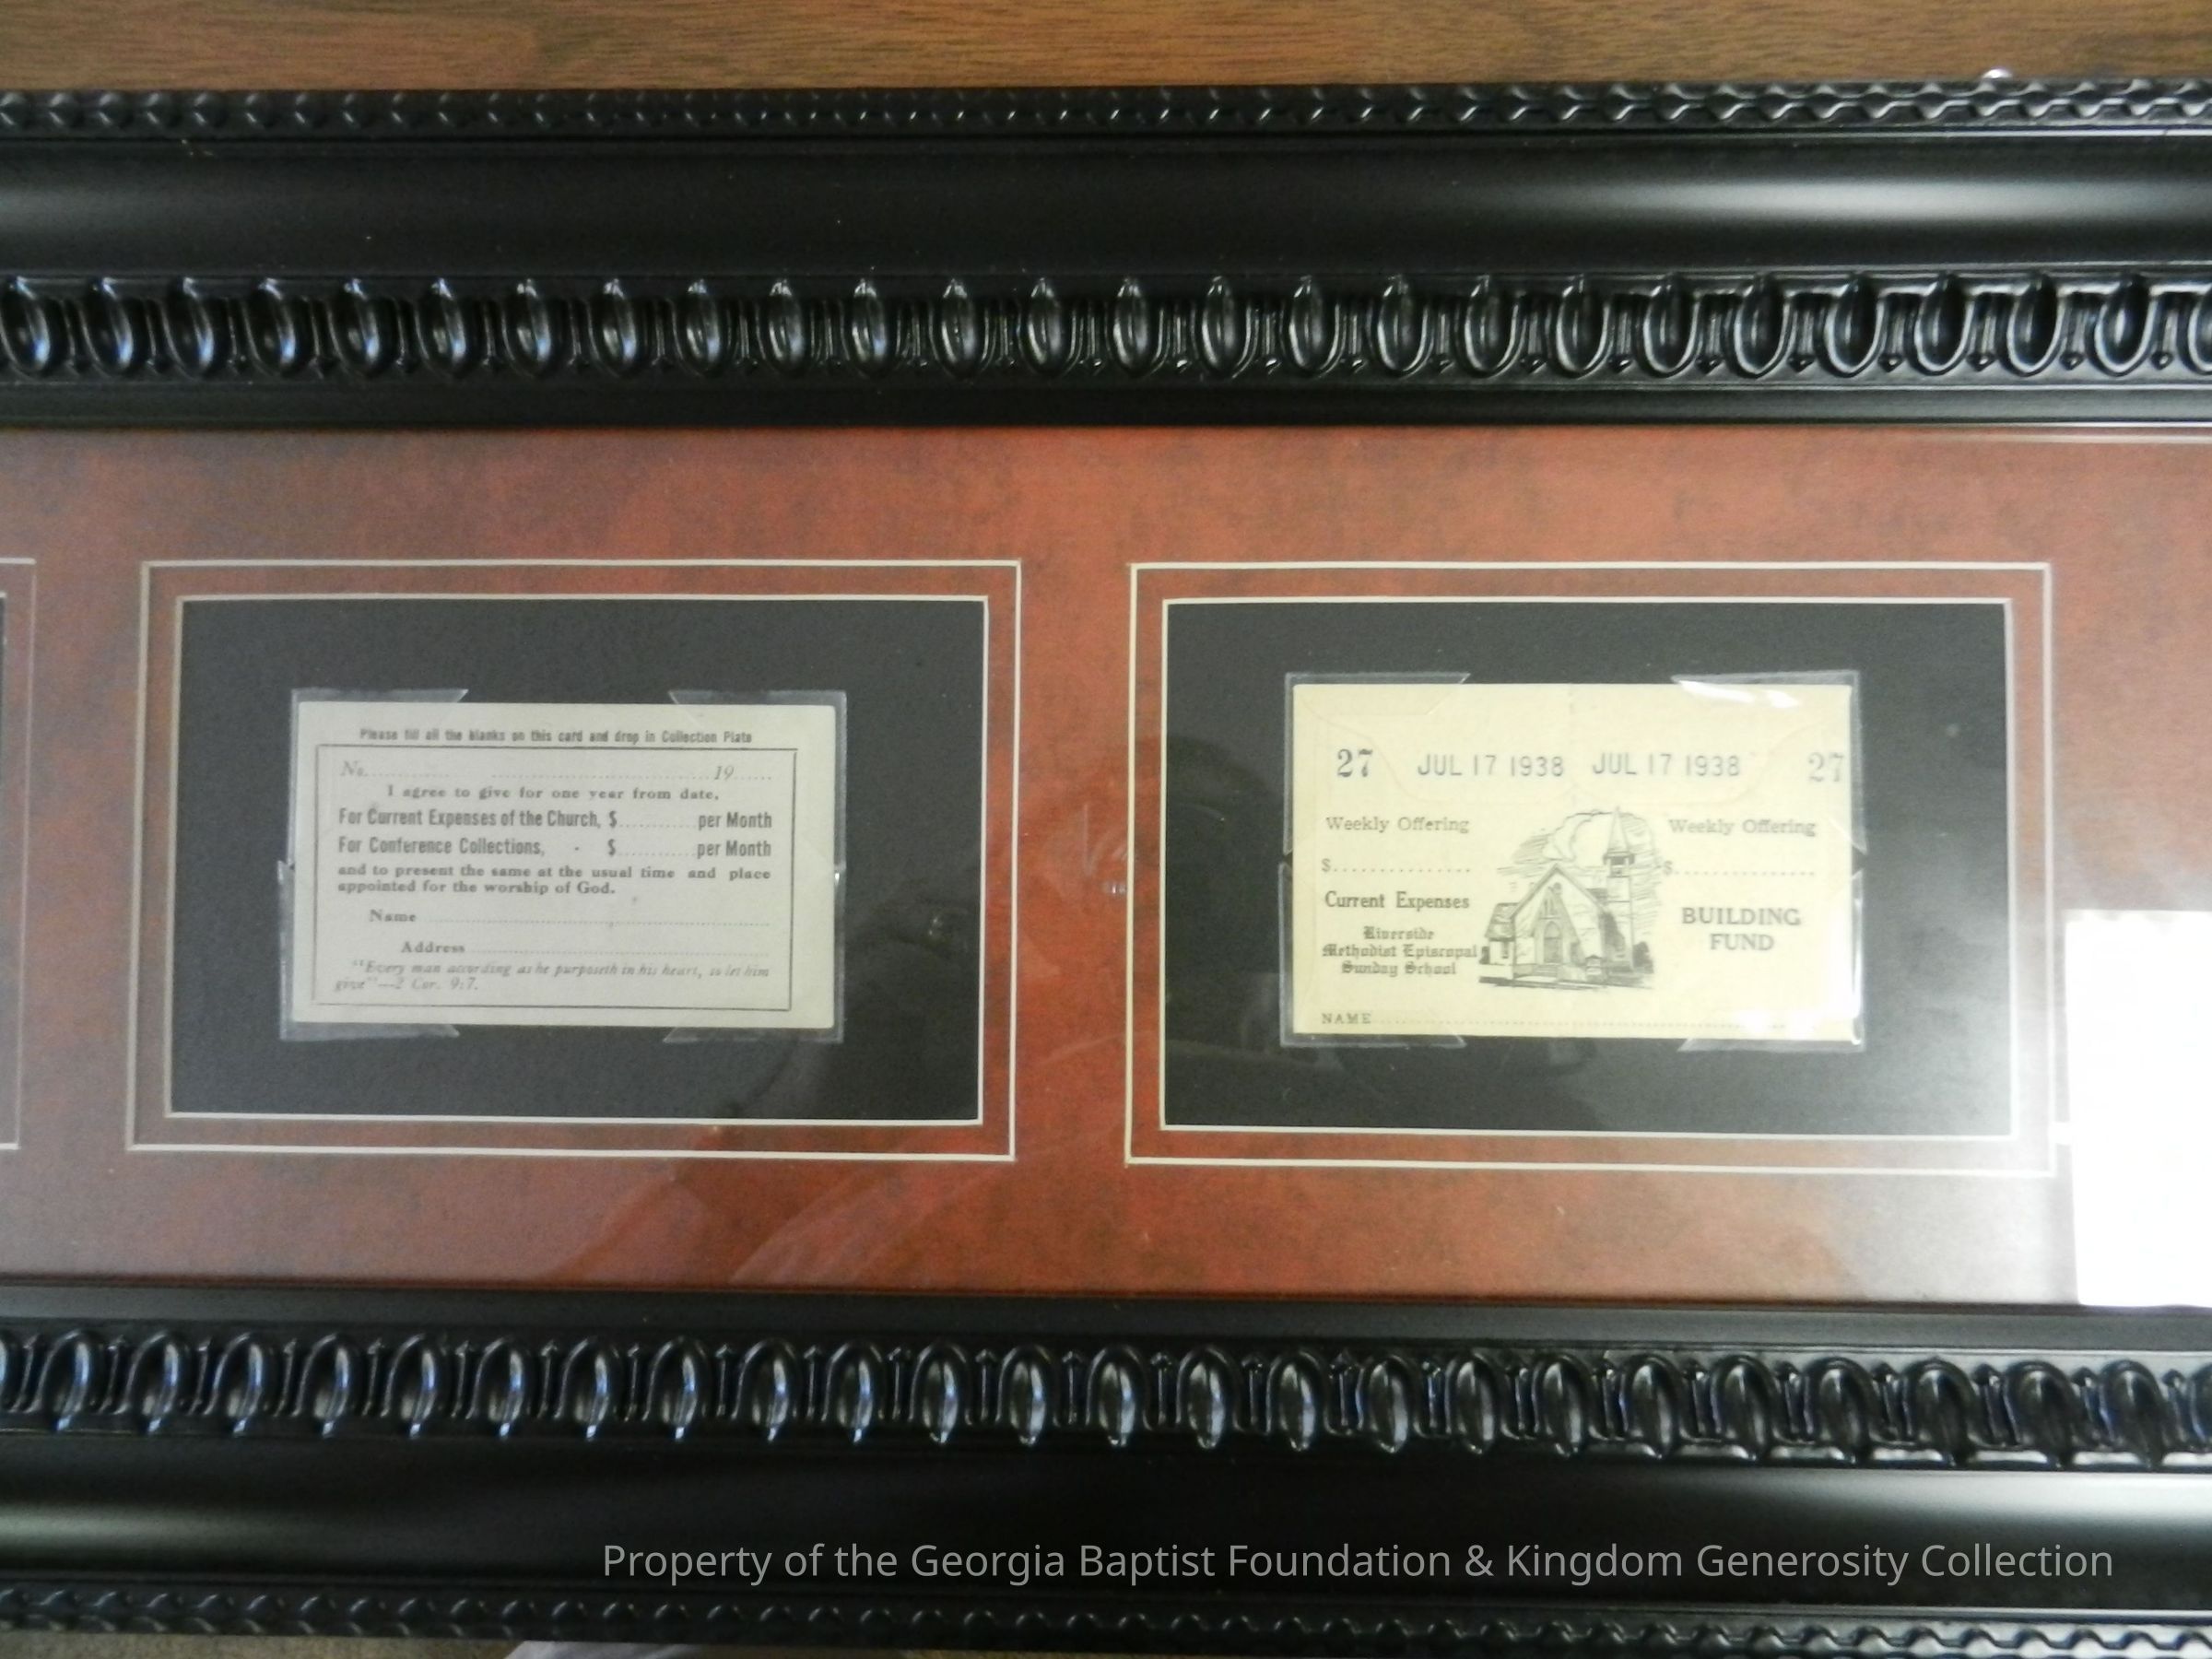 Please fill all the blanks on this card and drop in Collection Plate
No. 19
I agree to give for one year from date,
For Current Expenses of the Church, $ per Month
For Conference Collections, - $ per Month
and to present the same at the usual time and place
appointed for the worship of God.
Name
Address
"Every man according as he purposeth in his heart, so let him
give"—2 Cor. 9:7.
27 JUL 17 1938 JUL 17 1938 27
Weekly Offering
$
Current Expenses
Riverside
Methodist Episcopal
Sunday School
Weekly Offering
$
BUILDING
FUND
NAME
Property of the Georgia Baptist Foundation & Kingdom Generosity Collection